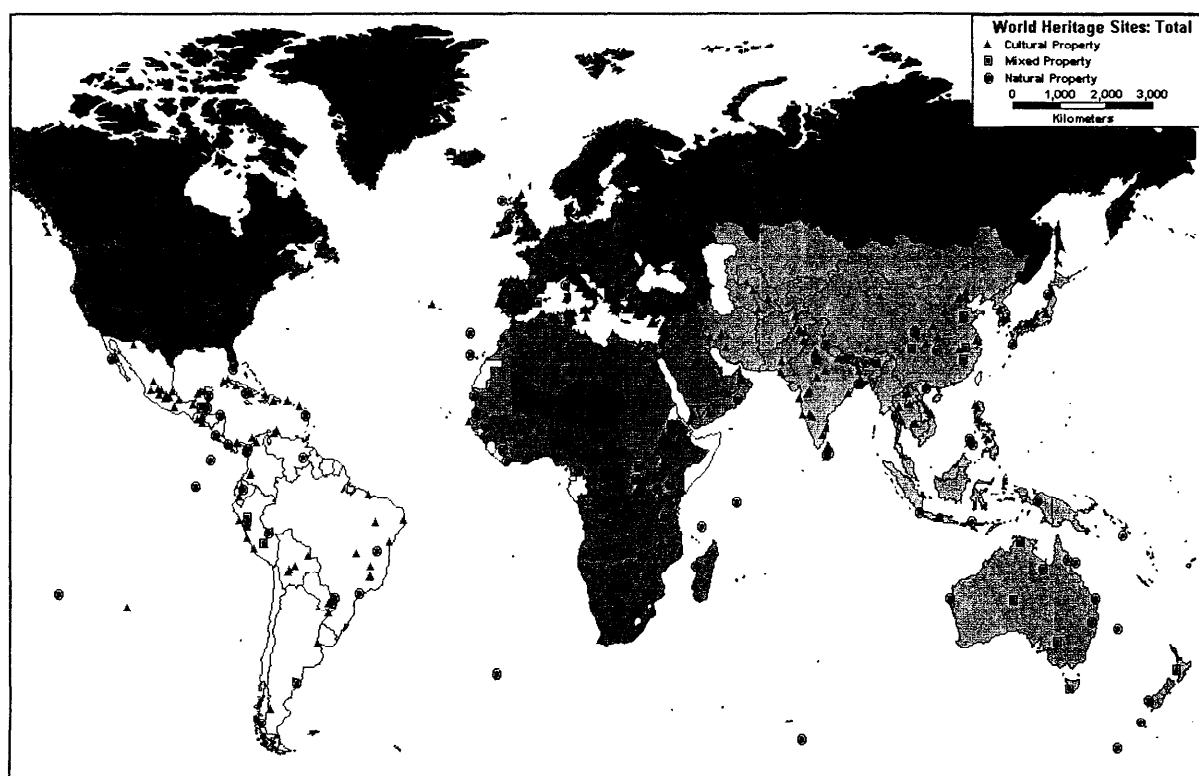 World Heritage Sites: Total
Cultural Property
Mixed Property
Natural Property
0 1,000 2,000 3,000
Kilometers